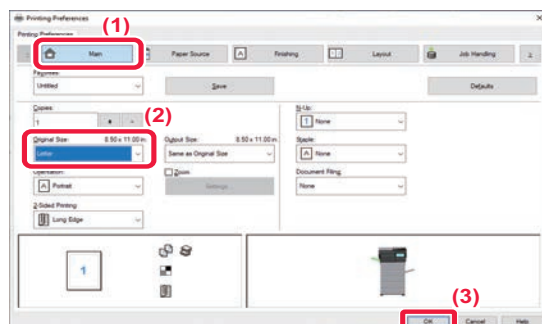 Printing Preferences
(1)
Printing Preferences
Main
Paper Source
Finishing
Layout
Job Handling
Favorites:
Untitled
Save
Defaults
Copies:
1
(2)
N-Up:
1 None
Original Size: 8.50 x 11.00 in.
Output Size: 8.50 x 11.00 in.
Staple:
Letter
Same as Original Size
None
Orientation:
Zoom
Document Filing:
A Portrait
Settings
None
2-Sided Printing:
Long Edge
1
(3)
OK
Cancel
Help